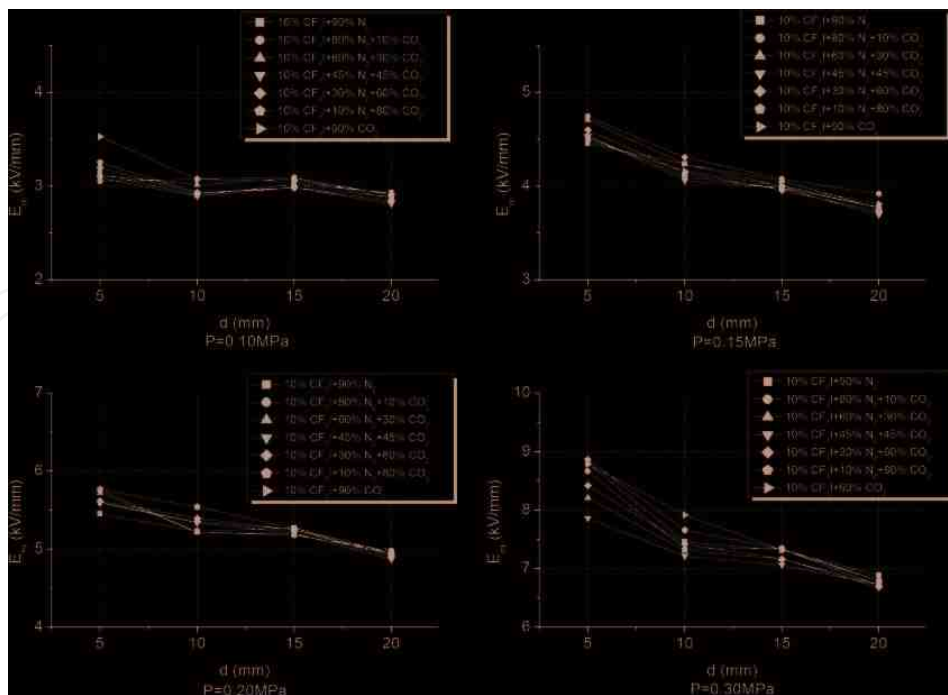 10% CF3I+90% N2
10% CF3I+80% N2+10% CO2
10% CF3I+60% N2+30% CO2
10% CF3I+45% N2+45% CO2
10% CF3I+30% N2+60% CO2
10% CF3I+10% N2+80% CO2
10% CF3I+90% CO2
Em (kV/mm)
4
3
2
5 10 15 20
d (mm)
P=0.10MPa
10% CF3I+90% N2
10% CF3I+80% N2+10% CO2
10% CF3I+60% N2+30% CO2
10% CF3I+45% N2+45% CO2
10% CF3I+30% N2+60% CO2
10% CF3I+10% N2+80% CO2
10% CF3I+90% CO2
Em (kV/mm)
5
4
3
5 10 15 20
d (mm)
P=0.15MPa
10% CF3I+90% N2
10% CF3I+80% N2+10% CO2
10% CF3I+60% N2+30% CO2
10% CF3I+45% N2+45% CO2
10% CF3I+30% N2+60% CO2
10% CF3I+10% N2+80% CO2
10% CF3I+90% CO2
Em (kV/mm)
7
6
5
4
5 10 15 20
d (mm)
P=0.20MPa
10% CF3I+90% N2
10% CF3I+80% N2+10% CO2
10% CF3I+60% N2+30% CO2
10% CF3I+45% N2+45% CO2
10% CF3I+30% N2+60% CO2
10% CF3I+10% N2+80% CO2
10% CF3I+90% CO2
Em (kV/mm)
10
9
8
7
6
5 10 15 20
d (mm)
P=0.30MPa